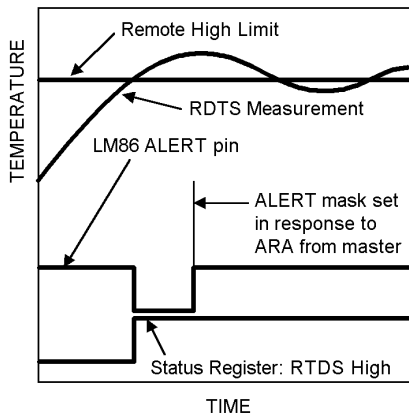 Remote High Limit
RDTS Measurement
LM86 ALERT pin
TEMPERATURE
ALERT mask set
in response to
ARA from master
Status Register: RTDS High
TIME